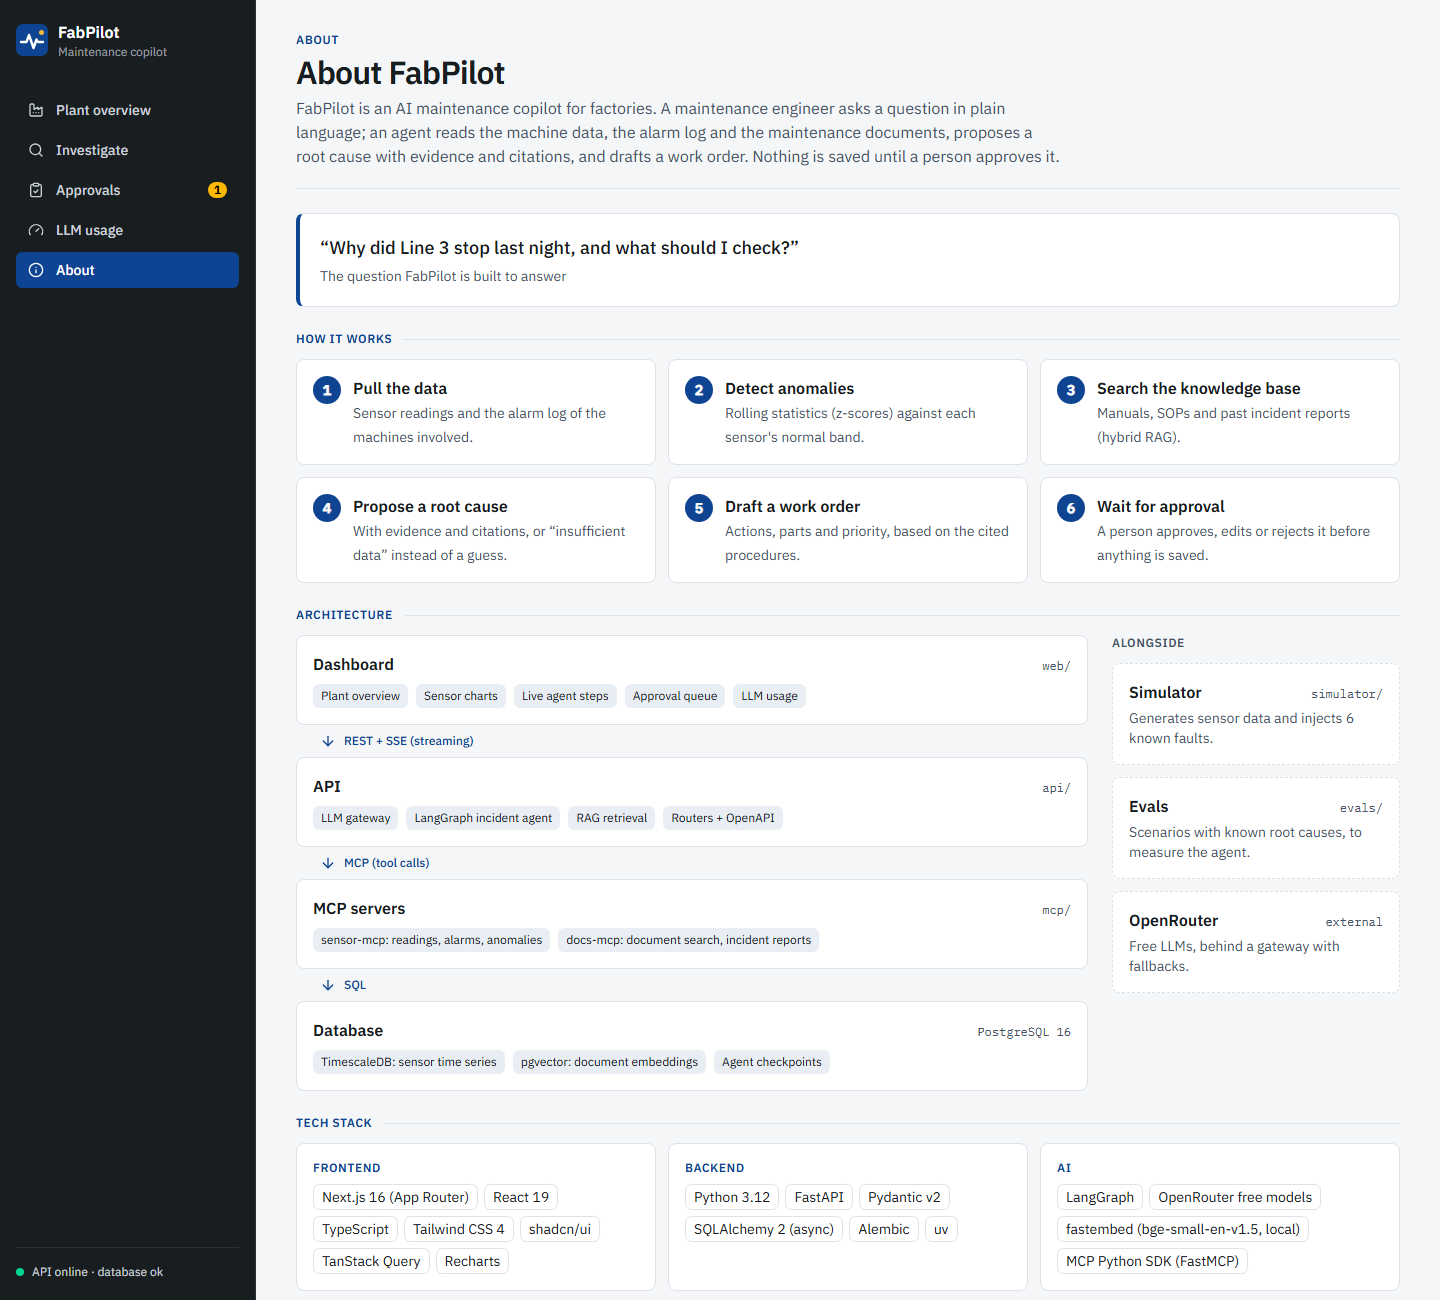 FabPilot
Maintenance copilot
Plant overview
Investigate
Approvals
1
LLM usage
About
API online · database ok
ABOUT
About FabPilot
FabPilot is an AI maintenance copilot for factories. A maintenance engineer asks a question in plain
language; an agent reads the machine data, the alarm log and the maintenance documents, proposes a
root cause with evidence and citations, and drafts a work order. Nothing is saved until a person approves it.
“Why did Line 3 stop last night, and what should I check?”
The question FabPilot is built to answer
HOW IT WORKS
1
Pull the data
Sensor readings and the alarm log of the
machines involved.
2
Detect anomalies
Rolling statistics (z-scores) against each
sensor's normal band.
3
Search the knowledge base
Manuals, SOPs and past incident reports
(hybrid RAG).
4
Propose a root cause
With evidence and citations, or “insufficient
data” instead of a guess.
5
Draft a work order
Actions, parts and priority, based on the cited
procedures.
6
Wait for approval
A person approves, edits or rejects it before
anything is saved.
ARCHITECTURE
Dashboard
web/
Plant overview
Sensor charts
Live agent steps
Approval queue
LLM usage
REST + SSE (streaming)
API
api/
LLM gateway
LangGraph incident agent
RAG retrieval
Routers + OpenAPI
MCP (tool calls)
MCP servers
mcp/
sensor-mcp: readings, alarms, anomalies
docs-mcp: document search, incident reports
SQL
Database
PostgreSQL 16
TimescaleDB: sensor time series
pgvector: document embeddings
Agent checkpoints
ALONGSIDE
Simulator
simulator/
Generates sensor data and injects 6
known faults.
Evals
evals/
Scenarios with known root causes, to
measure the agent.
OpenRouter
external
Free LLMs, behind a gateway with
fallbacks.
TECH STACK
FRONTEND
Next.js 16 (App Router)
React 19
TypeScript
Tailwind CSS 4
shadcn/ui
TanStack Query
Recharts
BACKEND
Python 3.12
FastAPI
Pydantic v2
SQLAlchemy 2 (async)
Alembic
uv
AI
LangGraph
OpenRouter free models
fastembed (bge-small-en-v1.5, local)
MCP Python SDK (FastMCP)